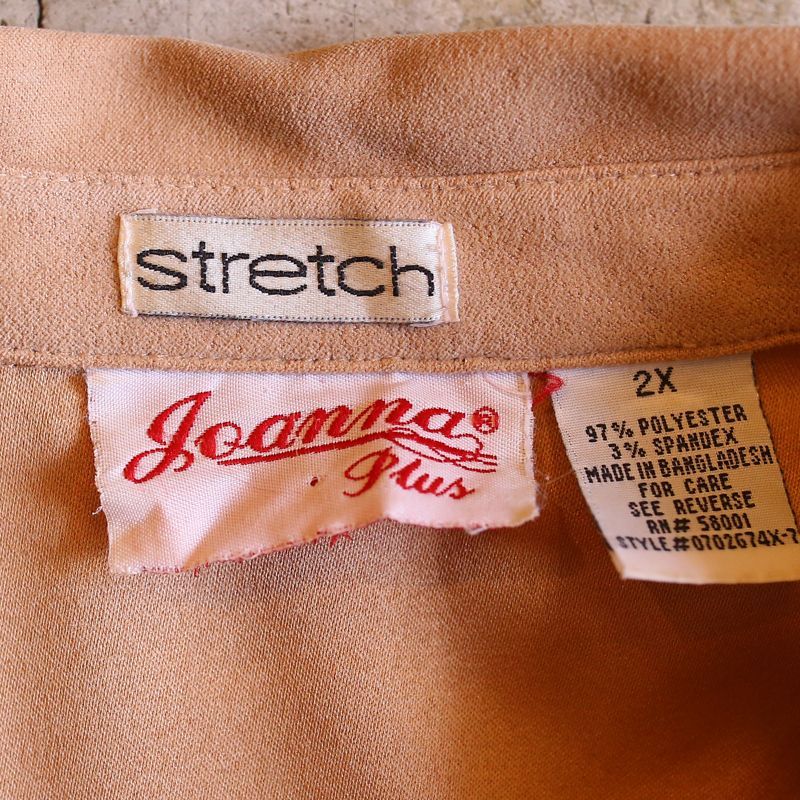 stretch
Joanna®
Plus
2X
97% POLYESTER
3% SPANDEX
MADE IN BANGLADESH
FOR CARE
SEE REVERSE
RN# 58001
STYLE#0702674X-7